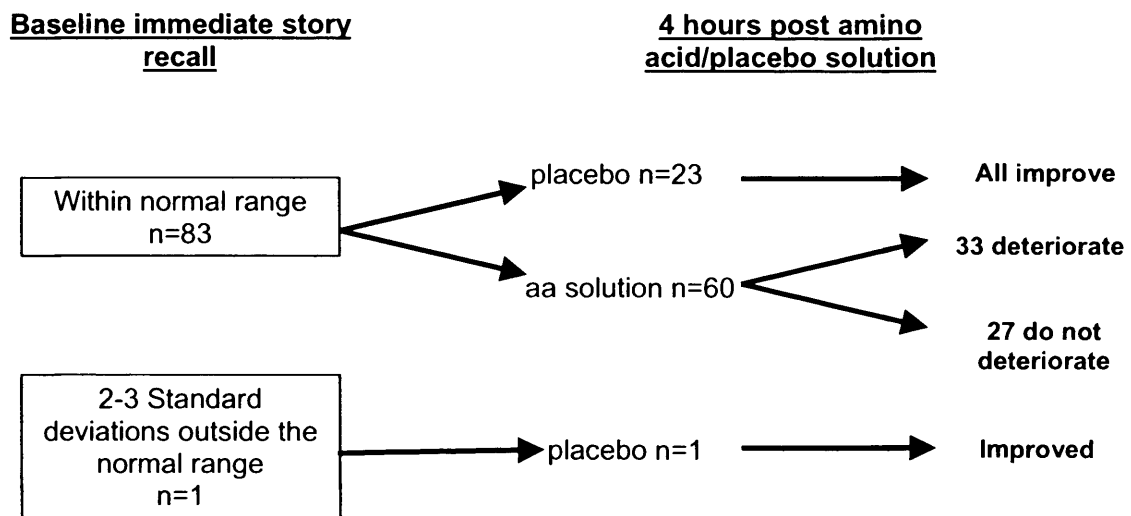 Baseline immediate story
recall
4 hours post amino
acid/placebo solution
Within normal range
n=83
placebo n=23
All improve
aa solution n=60
33 deteriorate
27 do not
deteriorate
2-3 Standard
deviations outside the
normal range
n=1
placebo n=1
Improved